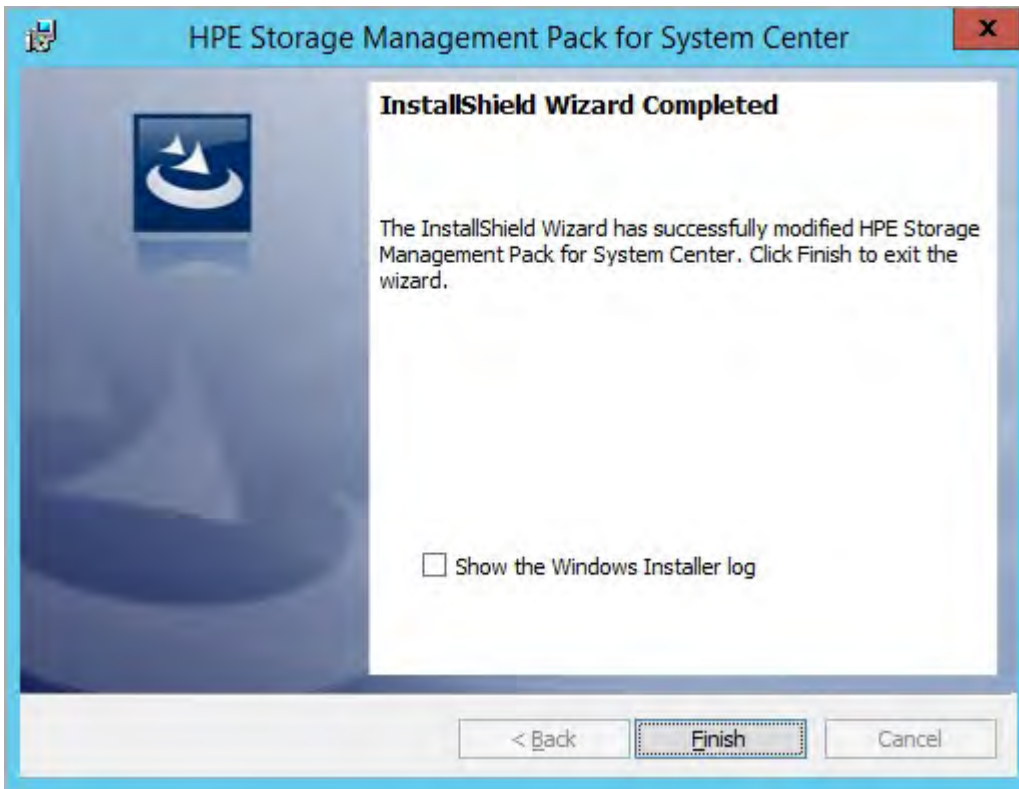 HPE Storage Management Pack for System Center
x
InstallShield Wizard Completed
The InstallShield Wizard has successfully modified HPE Storage
Management Pack for System Center. Click Finish to exit the
wizard.
Show the Windows Installer log
< Back
Finish
Cancel